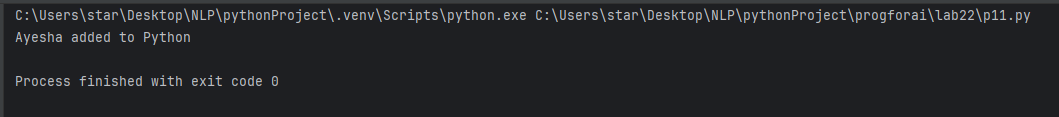 C:\Users\star\Desktop\NLP\pythonProject\.venv\Scripts\python.exe C:\Users\star\Desktop\NLP\pythonProject\progforai\lab22\p11.py
Ayesha added to Python
Process finished with exit code 0